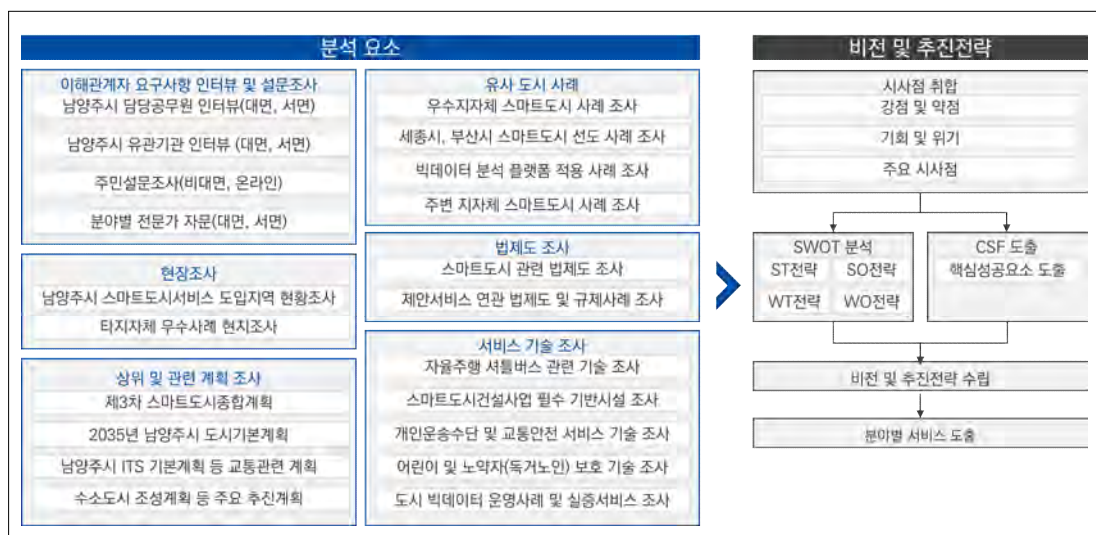 분석 요소
이해관계자 요구사항 인터뷰 및 설문조사
남양주시 담당공무원 인터뷰(대면, 서면)
남양주시 유관기관 인터뷰 (대면, 서면)
주민설문조사(비대면, 온라인)
분야별 전문가 자문(대면, 서면)
현장조사
남양주시 스마트도시서비스 도입지역 현황조사
타지자체 우수사례 현지조사
상위 및 관련 계획 조사
제3차 스마트도시종합계획
2035년 남양주시 도시기본계획
남양주시 ITS 기본계획 등 교통관련 계획
수소도시 조성계획 등 주요 추진계획
유사 도시 사례
우수지자체 스마트도시 사례 조사
세종시, 부산시 스마트도시 선도 사례 조사
빅데이터 분석 플랫폼 적용 사례 조사
주변 지자체 스마트도시 사례 조사
법제도 조사
스마트도시 관련 법제도 조사
제안서비스 연관 법제도 및 규제사례 조사
서비스 기술 조사
자율주행 셔틀버스 관련 기술 조사
스마트도시건설사업 필수 기반시설 조사
개인운송수단 및 교통안전 서비스 기술 조사
어린이 및 노약자(독거노인) 보호 기술 조사
도시 빅데이터 운영사례 및 실증서비스 조사
비전 및 추진전략
시사점 취합
강점 및 약점
기회 및 위기
주요 시사점
SWOT 분석
ST전략 SO전략
WT전략 WO전략
CSF 도출
핵심성공요소 도출
비전 및 추진전략 수립
분야별 서비스 도출